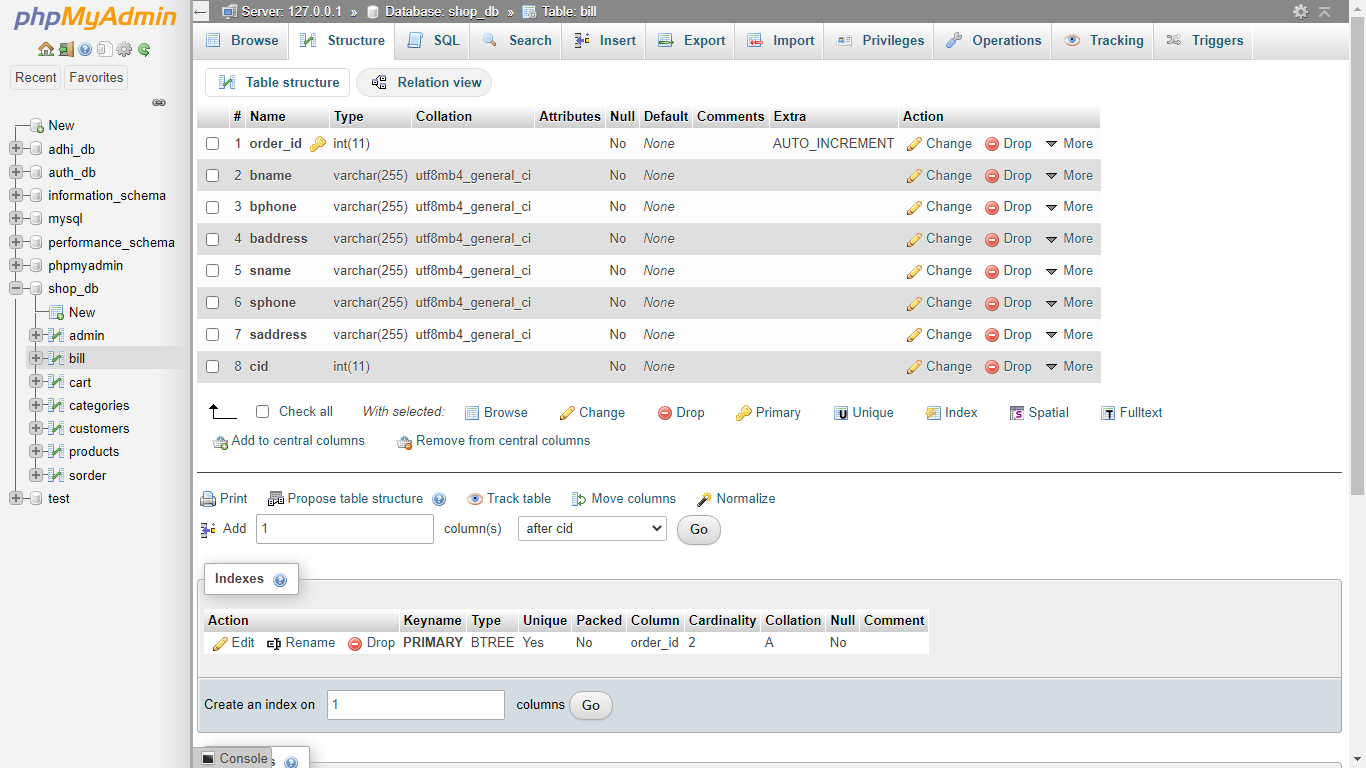 phpMyAdmin
Recent Favorites
New
adhi_db
auth_db
information_schema
mysql
performance_schema
phpmyadmin
shop_db
New
admin
bill
cart
categories
customers
products
sorder
test
Server: 127.0.0.1 » Database: shop_db » Table: bill
Browse Structure SQL Search Insert Export Import Privileges Operations Tracking Triggers
Table structure Relation view
# Name Type Collation Attributes Null Default Comments Extra Action
1 order_id int(11) No None AUTO_INCREMENT Change Drop More
2 bname varchar(255) utf8mb4_general_ci No None Change Drop More
3 bphone varchar(255) utf8mb4_general_ci No None Change Drop More
4 baddress varchar(255) utf8mb4_general_ci No None Change Drop More
5 sname varchar(255) utf8mb4_general_ci No None Change Drop More
6 sphone varchar(255) utf8mb4_general_ci No None Change Drop More
7 saddress varchar(255) utf8mb4_general_ci No None Change Drop More
8 cid int(11) No None Change Drop More
Check all With selected: Browse Change Drop Primary Unique Index Spatial Fulltext
Add to central columns Remove from central columns
Print Propose table structure Track table Move columns Normalize
Add 1 column(s) after cid Go
Indexes
Action Keyname Type Unique Packed Column Cardinality Collation Null Comment
Edit Rename Drop PRIMARY BTREE Yes No order_id 2 A No
Create an index on 1 columns Go
Console